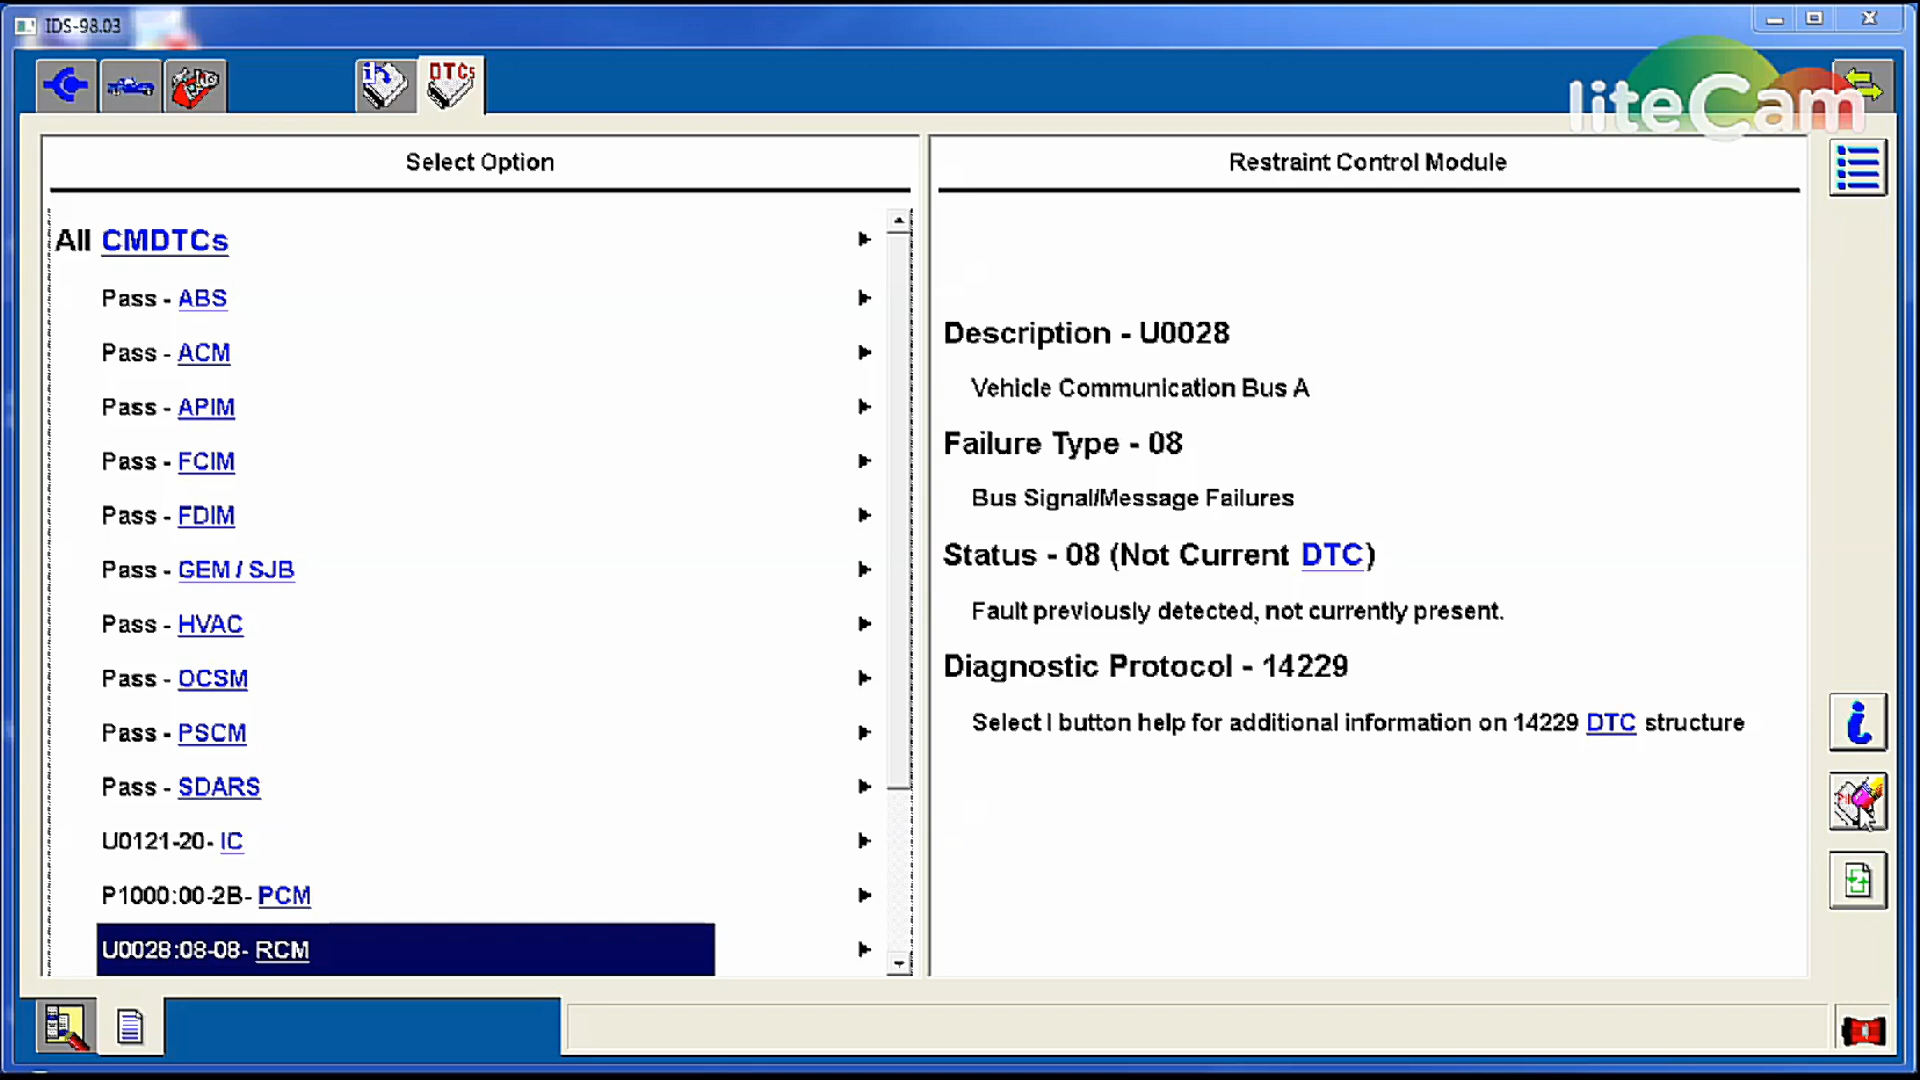 IDS-98.03
DTCs
liteCam
Select Option
All CMDTCs
Pass - ABS
Pass - ACM
Pass - APIM
Pass - FCIM
Pass - FDIM
Pass - GEM / SJB
Pass - HVAC
Pass - OCSM
Pass - PSCM
Pass - SDARS
U0121-20- IC
P1000:00-2B- PCM
U0028:08-08- RCM
Restraint Control Module
Description - U0028
Vehicle Communication Bus A
Failure Type - 08
Bus Signal/Message Failures
Status - 08 (Not Current DTC)
Fault previously detected, not currently present.
Diagnostic Protocol - 14229
Select I button help for additional information on 14229 DTC structure